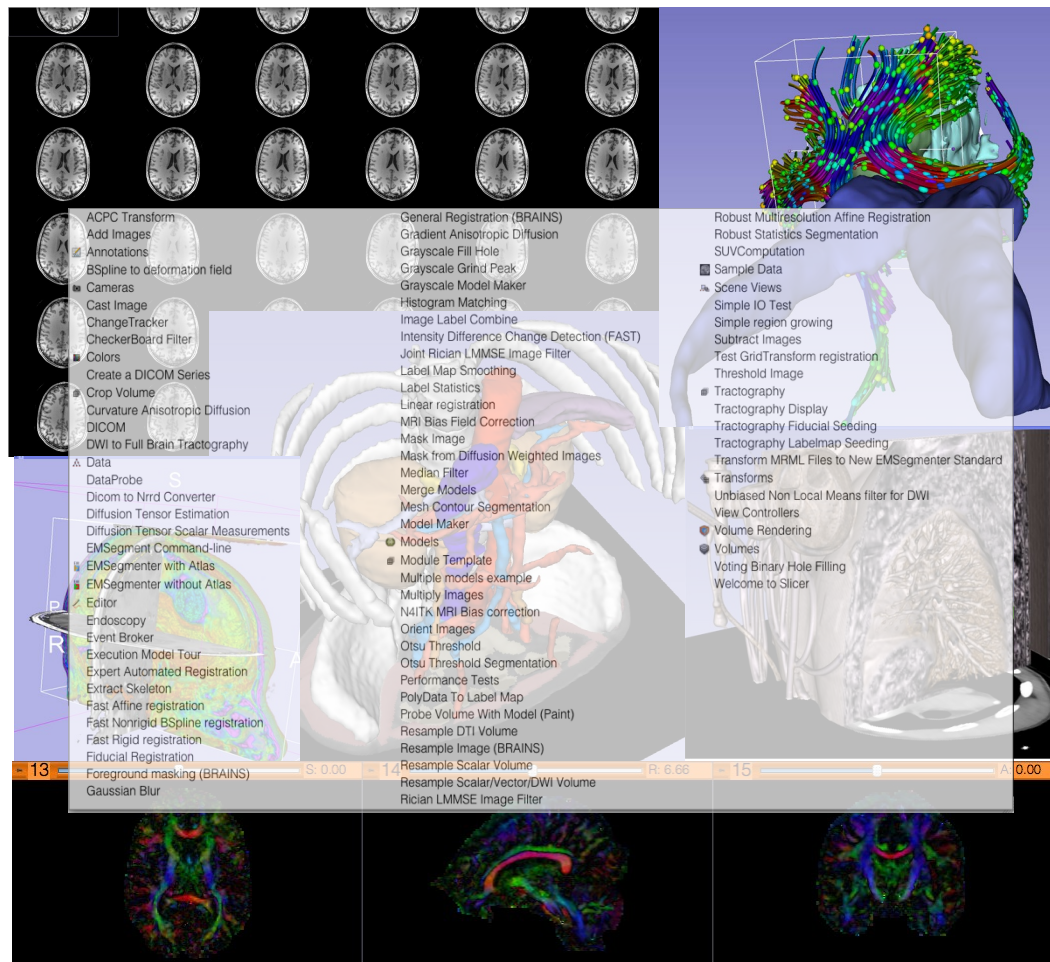 ACPC Transform
Add Images
Annotations
BSpline to deformation field
Cameras
Cast Image
ChangeTracker
CheckerBoard Filter
Colors
Create a DICOM Series
Crop Volume
Curvature Anisotropic Diffusion
DICOM
DWI to Full Brain Tractography
Data
DataProbe
Dicom to Nrrd Converter
Diffusion Tensor Estimation
Diffusion Tensor Scalar Measurements
EMSegment Command-line
EMSegmenter with Atlas
EMSegmenter without Atlas
Editor
Endoscopy
Event Broker
Execution Model Tour
Expert Automated Registration
Extract Skeleton
Fast Affine registration
Fast Nonrigid BSpline registration
Fast Rigid registration
Fiducial Registration
Foreground masking (BRAINS)
Gaussian Blur
General Registration (BRAINS)
Gradient Anisotropic Diffusion
Grayscale Fill Hole
Grayscale Grind Peak
Grayscale Model Maker
Histogram Matching
Image Label Combine
Intensity Difference Change Detection (FAST)
Joint Rician LMMSE Image Filter
Label Map Smoothing
Label Statistics
Linear registration
MRI Bias Field Correction
Mask Image
Mask from Diffusion Weighted Images
Median Filter
Merge Models
Mesh Contour Segmentation
Model Maker
Models
Module Template
Multiple models example
Multiply Images
N4ITK MRI Bias correction
Orient Images
Otsu Threshold
Otsu Threshold Segmentation
Performance Tests
PolyData To Label Map
Probe Volume With Model (Paint)
Resample DTI Volume
Resample Image (BRAINS)
Resample Scalar Volume
Resample Scalar/Vector/DWI Volume
Rician LMMSE Image Filter
Robust Multiresolution Affine Registration
Robust Statistics Segmentation
SUVComputation
Sample Data
Scene Views
Simple IO Test
Simple region growing
Subtract Images
Test GridTransform registration
Threshold Image
Tractography
Tractography Display
Tractography Fiducial Seeding
Tractography Labelmap Seeding
Transform MRML Files to New EMSegmenter Standard
Transforms
Unbiased Non Local Means filter for DWI
View Controllers
Volume Rendering
Volumes
Voting Binary Hole Filling
Welcome to Slicer
S
P
R
A
13 S: 0.00
14 R: 6.66
15 A: 0.00